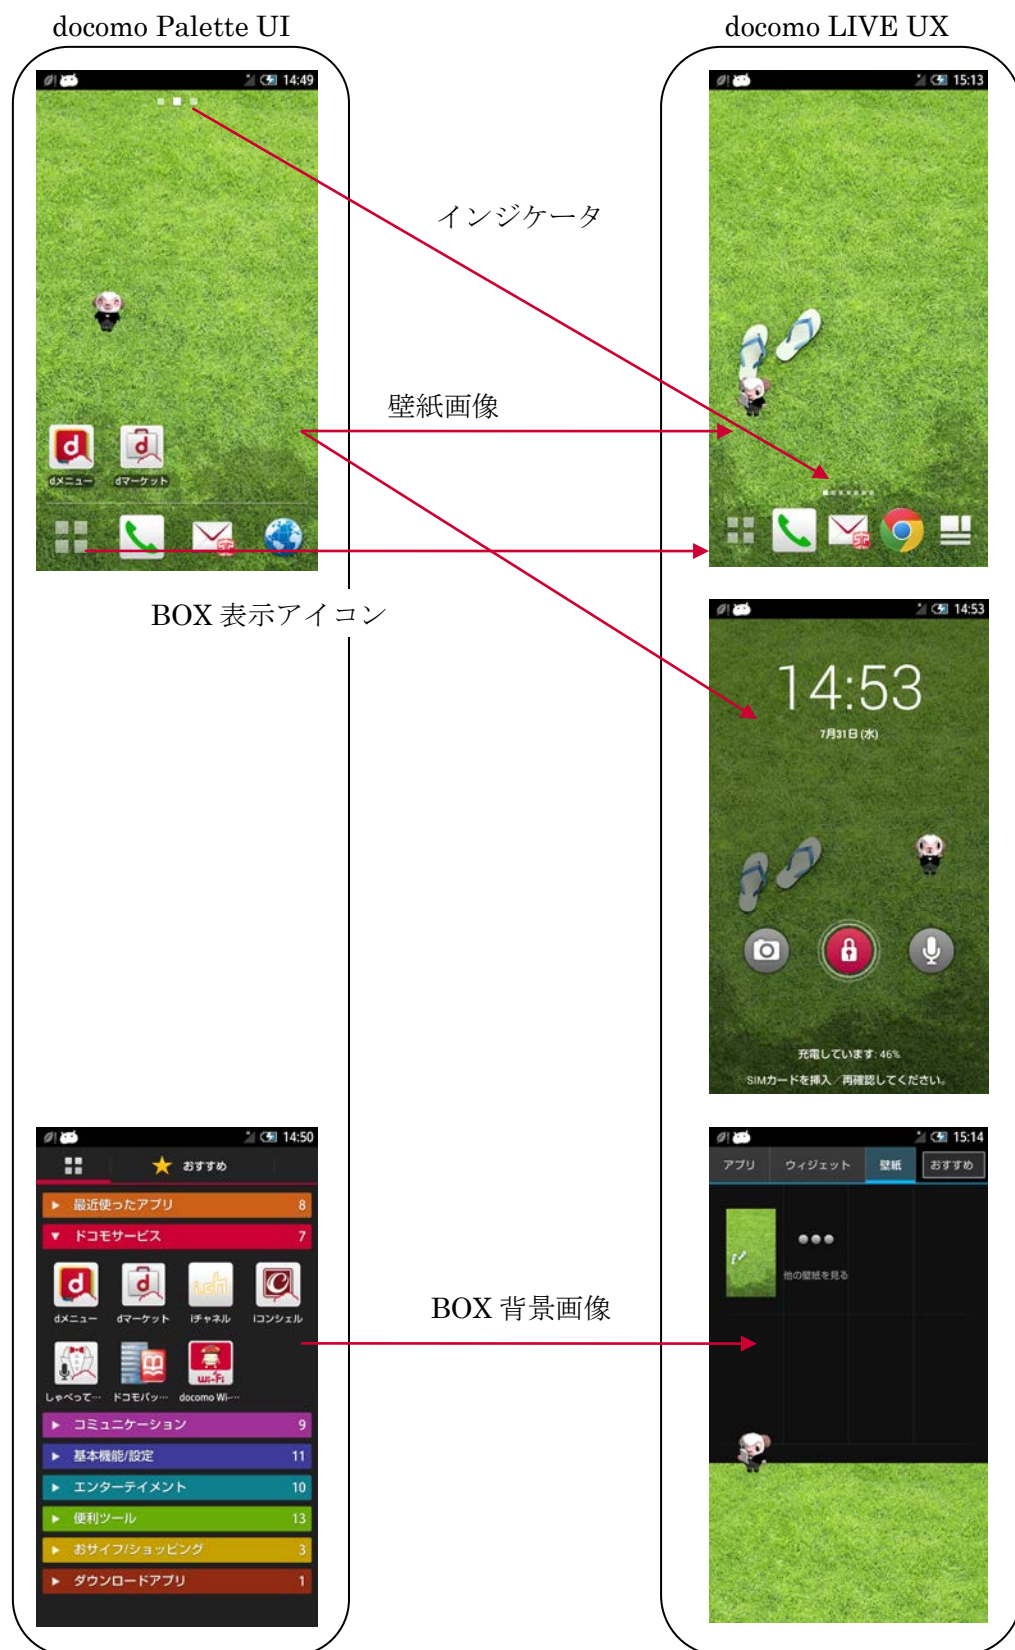 docomo Palette UI
docomo LIVE UX
14:49
15:13
インジケータ
壁紙画像
dメニュー
dマーケット
BOX 表示アイコン
14:53
14:53
7月31日 (水)
充電しています: 46%
SIMカードを挿入／再確認してください。
14:50
おすすめ
最近使ったアプリ 8
ドコモサービス 7
dメニュー
dマーケット
iチャネル
iコンシェル
しゃべって…
ドコモバッ…
docomo Wi-…
コミュニケーション 9
基本機能/設定 11
エンターテイメント 10
便利ツール 13
おサイフ/ショッピング 3
ダウンロードアプリ 1
BOX 背景画像
15:14
アプリ
ウィジェット
壁紙
おすすめ
他の壁紙を見る